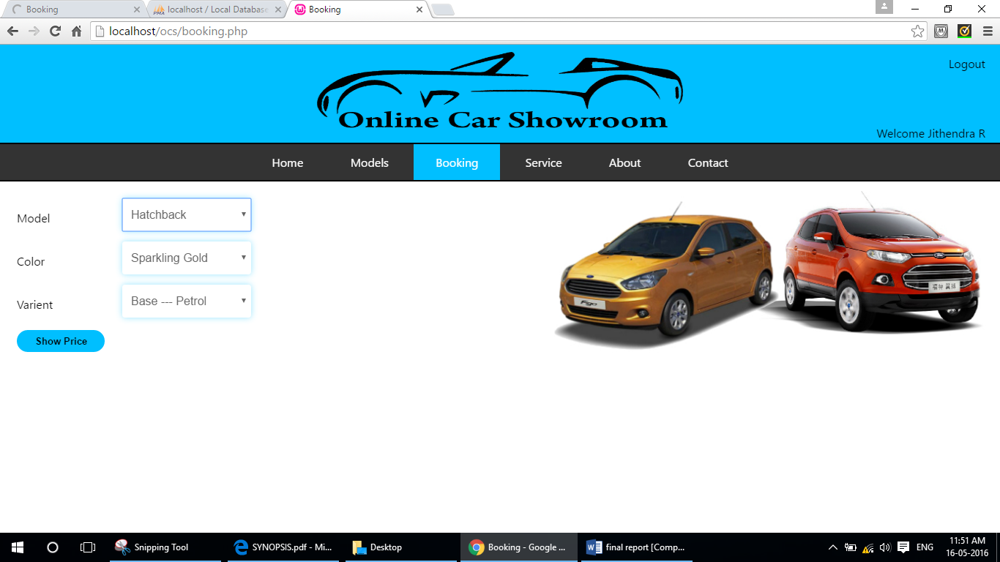 Booking
localhost / Local Database
Booking
localhost/ocs/booking.php
Logout
Online Car Showroom
Welcome Jithendra R
Home Models Booking Service About Contact
Model Hatchback
Color Sparkling Gold
Varient Base --- Petrol
Show Price
Figo
Snipping Tool
SYNOPSIS.pdf - Mi...
Desktop
Booking - Google ...
final report [Comp...
ENG
11:51 AM
16-05-2016